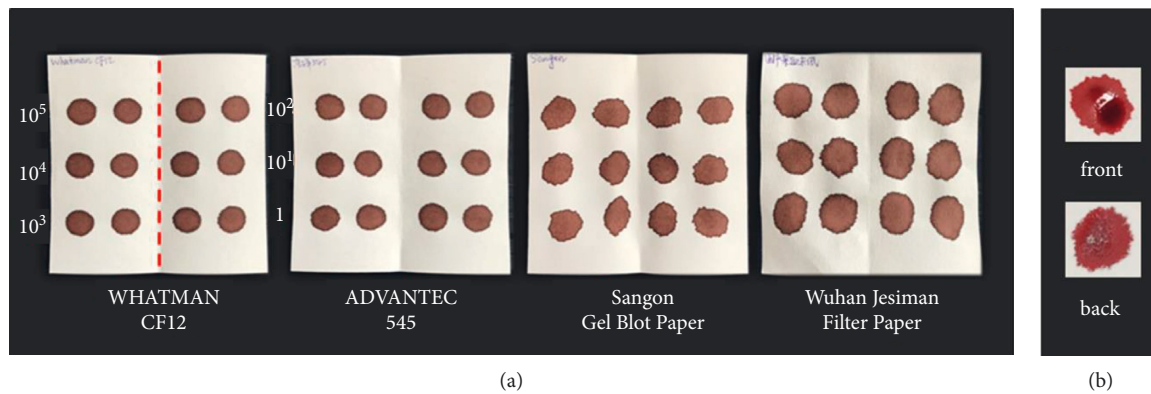 Whatman CF12
Sangon
10⁵
10⁴
10³
10²
10¹
1
WHATMAN
CF12
ADVANTEC
545
Sangon
Gel Blot Paper
Wuhan Jesiman
Filter Paper
front
back
(a)
(b)